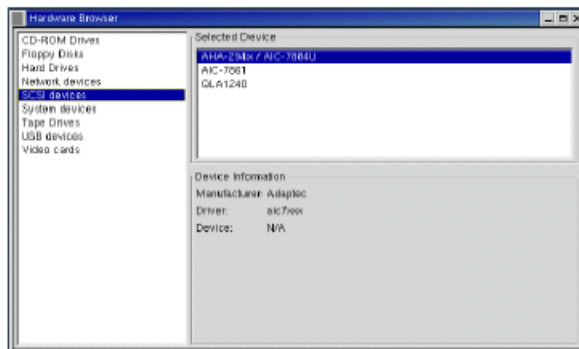 Hardware Browser
CD-ROM Drives
Floppy Disks
Hard Drives
Network devices
SCSI devices
System devices
Tape Drives
USB devices
Video cards
Selected Device
AHA-294x / AIC-7884U
AIC-7861
QLA1240
Device Information
Manufacturer: Adaptec
Driver: aic7xxx
Device: N/A